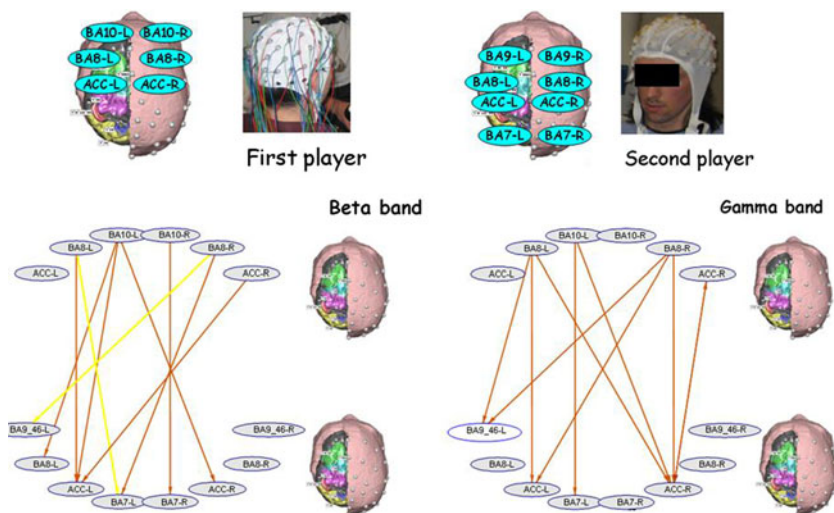 BA10-L BA10-R
BA8-L BA8-R
ACC-L ACC-R
First player
BA9-L BA9-R
BA8-L BA8-R
ACC-L ACC-R
BA7-L BA7-R
Second player
Beta band
BA10-L BA10-R
BA8-L BA8-R
ACC-L ACC-R
BA9_46-L BA9_46-R
BA8-L BA8-R
ACC-L ACC-R
BA7-L BA7-R
Gamma band
BA10-L BA10-R
BA8-L BA8-R
ACC-L ACC-R
BA9_46-L BA9_46-R
BA8-L BA8-R
ACC-L ACC-R
BA7-L BA7-R